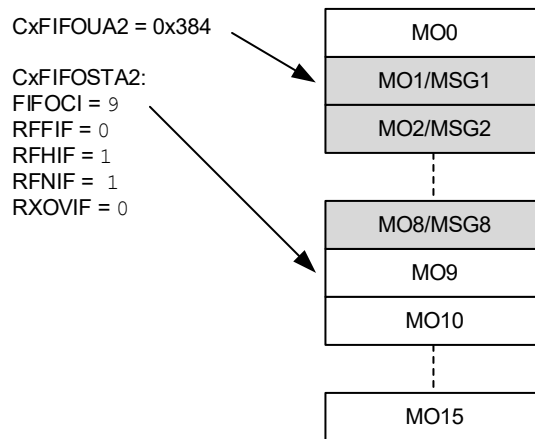 CxFIFOUA2 = 0x384
CxFIFOSTA2:
FIFOCI = 9
RFFIF = 0
RFHIF = 1
RFNIF = 1
RXOVIF = 0
MO0
MO1/MSG1
MO2/MSG2
MO8/MSG8
MO9
MO10
MO15